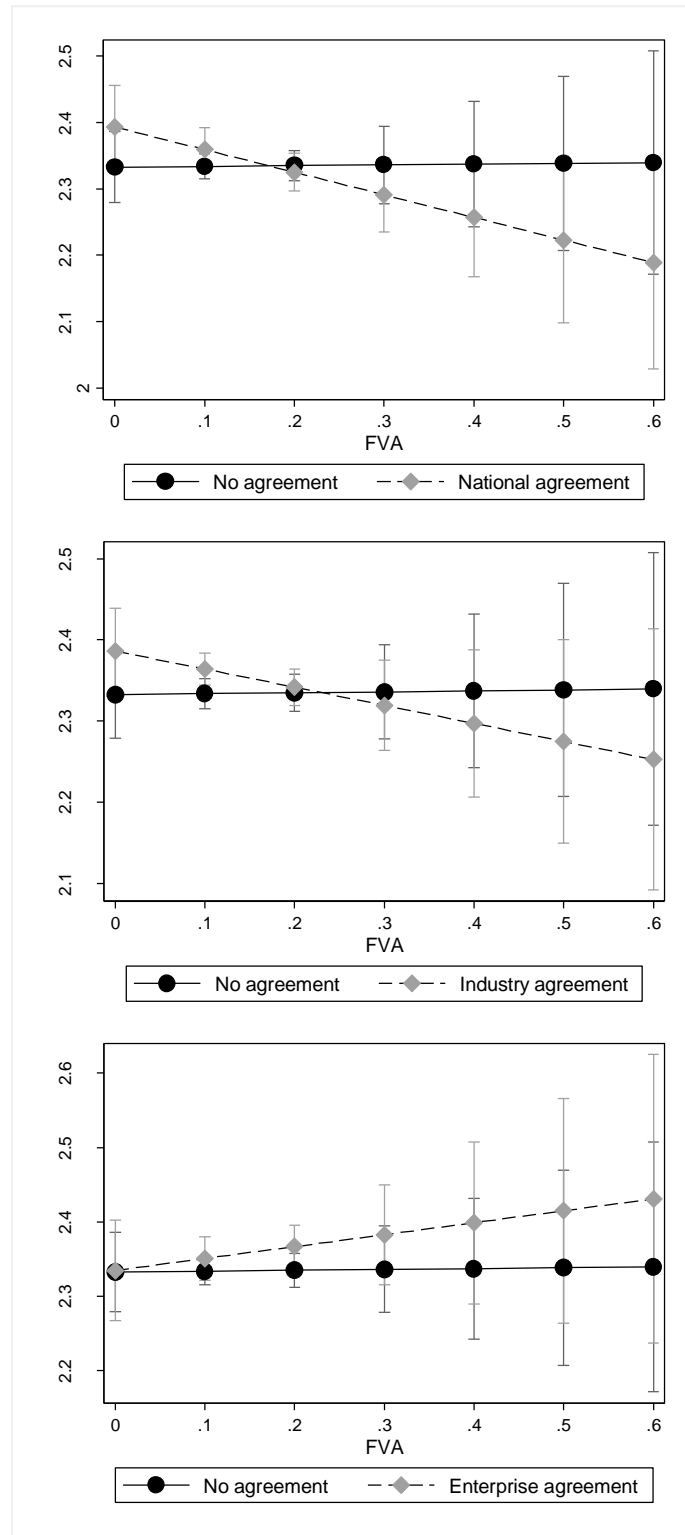 2.5
2.4
2.3
2.2
2.1
2
0 .1 .2 .3 .4 .5 .6
FVA
No agreement National agreement
2.5
2.4
2.3
2.2
2.1
0 .1 .2 .3 .4 .5 .6
FVA
No agreement Industry agreement
2.6
2.5
2.4
2.3
2.2
0 .1 .2 .3 .4 .5 .6
FVA
No agreement Enterprise agreement